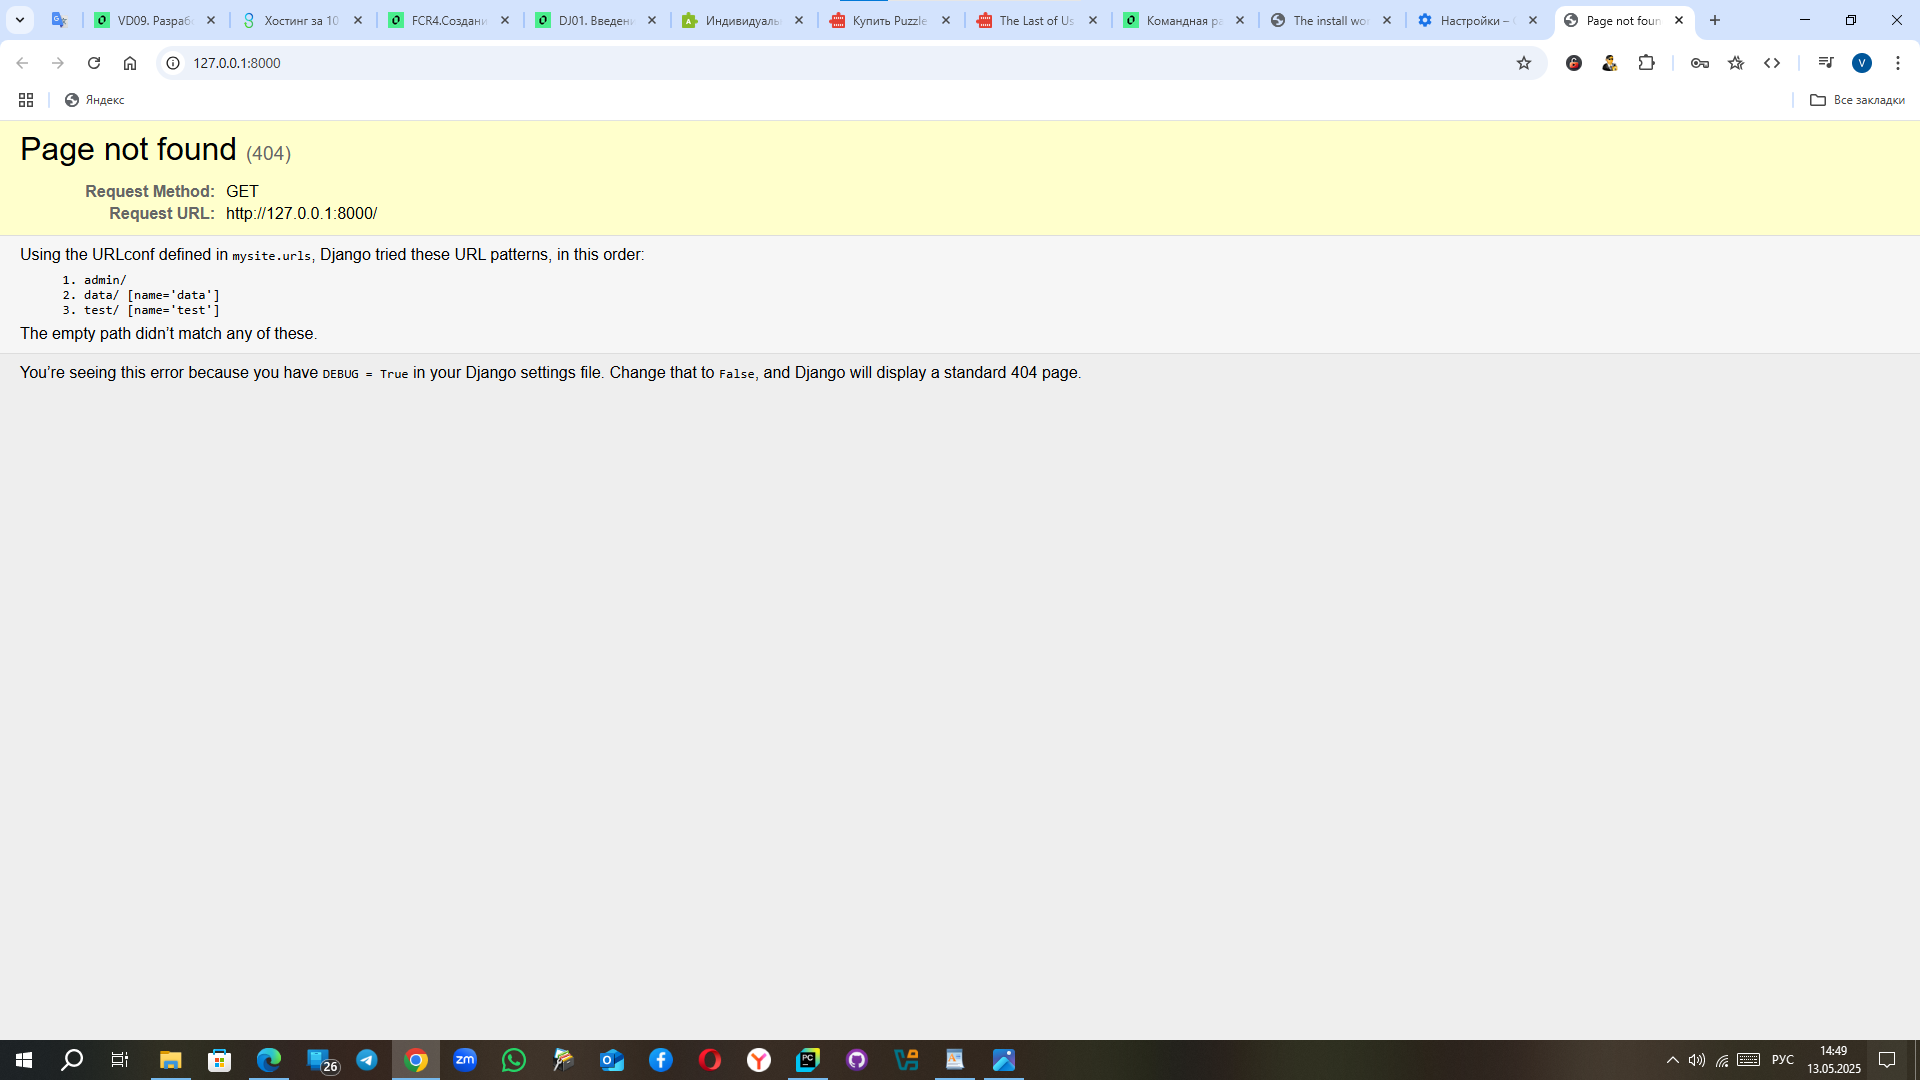 VD09. Разраб
Хостинг за 10
FCR4.Создани
DJ01. Введени
Индивидуаль
Купить Puzzle
The Last of Us
Командная ра
The install wor
Настройки –
Page not foun
127.0.0.1:8000
V
Яндекс
Все закладки
Page not found (404)
Request Method: GET
Request URL: http://127.0.0.1:8000/
Using the URLconf defined in mysite.urls, Django tried these URL patterns, in this order:
1. admin/
2. data/ [name='data']
3. test/ [name='test']
The empty path didn’t match any of these.
You’re seeing this error because you have DEBUG = True in your Django settings file. Change that to False, and Django will display a standard 404 page.
26
zm
PC
РУС
14:49
13.05.2025